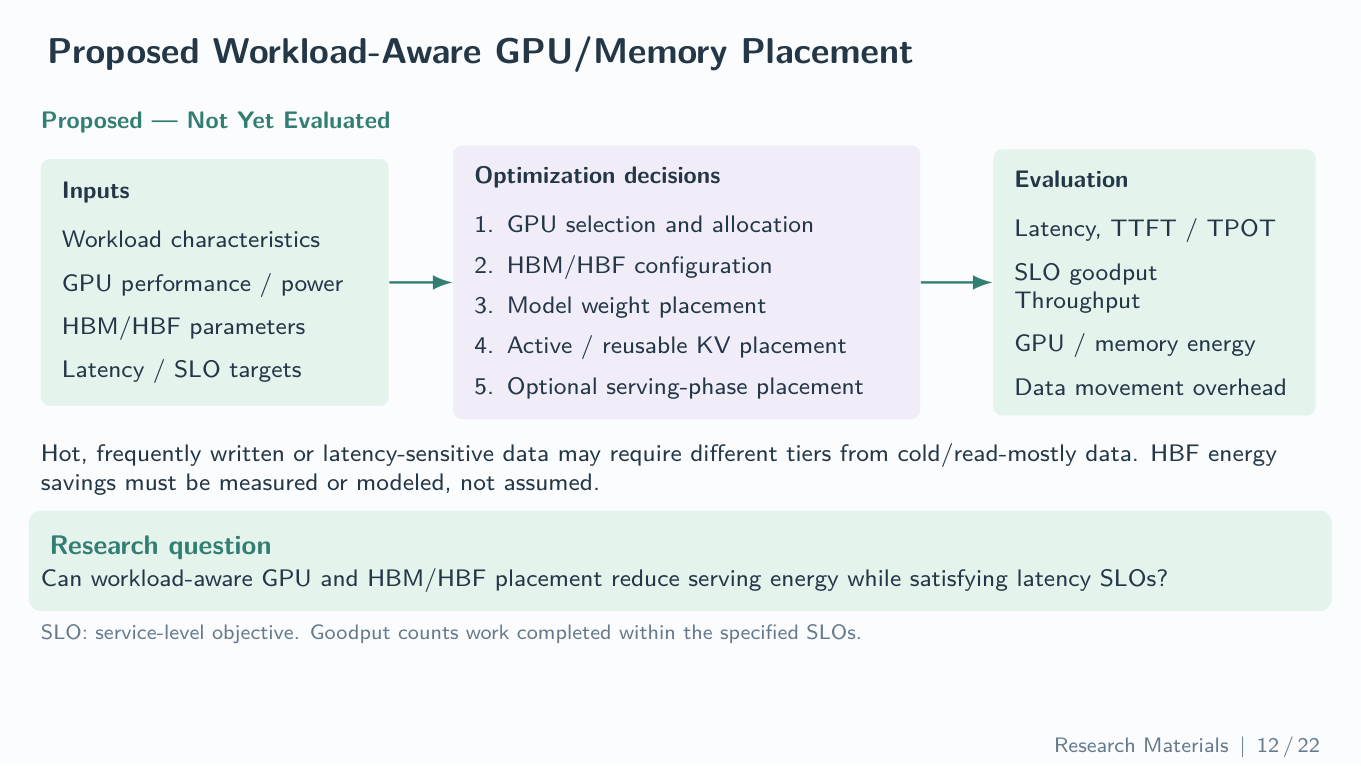 Proposed Workload-Aware GPU/Memory Placement
Proposed — Not Yet Evaluated
Inputs
Workload characteristics
GPU performance / power
HBM/HBF parameters
Latency / SLO targets
Optimization decisions
1. GPU selection and allocation
2. HBM/HBF configuration
3. Model weight placement
4. Active / reusable KV placement
5. Optional serving-phase placement
Evaluation
Latency, TTFT / TPOT
SLO goodput
Throughput
GPU / memory energy
Data movement overhead
Hot, frequently written or latency-sensitive data may require different tiers from cold/read-mostly data. HBF energy
savings must be measured or modeled, not assumed.
Research question
Can workload-aware GPU and HBM/HBF placement reduce serving energy while satisfying latency SLOs?
SLO: service-level objective. Goodput counts work completed within the specified SLOs.
Research Materials | 12 / 22